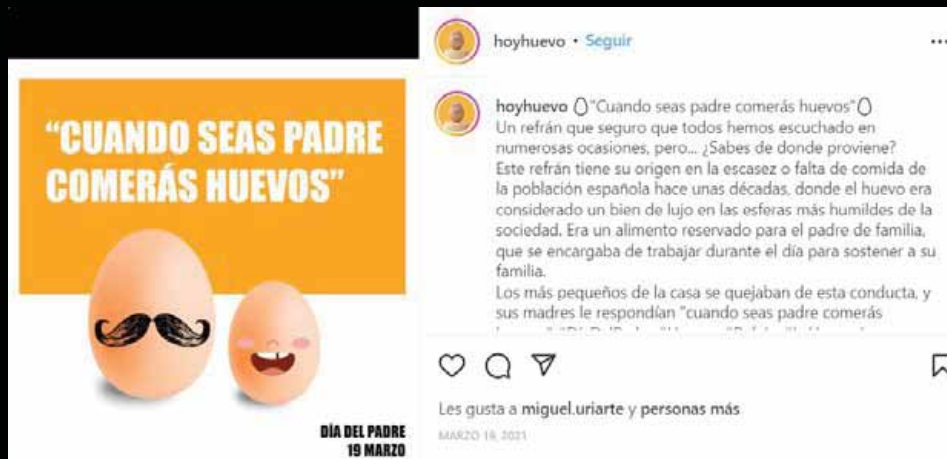 “CUANDO SEAS PADRE
COMERÁS HUEVOS”
DÍA DEL PADRE
19 MARZO
hoyhuevo • Seguir
hoyhuevo "Cuando seas padre comerás huevos"
Un refrán que seguro que todos hemos escuchado en
numerosas ocasiones, pero... ¿Sabes de donde proviene?
Este refrán tiene su origen en la escasez o falta de comida de
la población española hace unas décadas, donde el huevo era
considerado un bien de lujo en las esferas más humildes de la
sociedad. Era un alimento reservado para el padre de familia,
que se encargaba de trabajar durante el día para sostener a su
familia.
Los más pequeños de la casa se quejaban de esta conducta, y
sus madres le respondían "cuando seas padre comerás
Les gusta a miguel.uriarte y personas más
MARZO 19, 2021